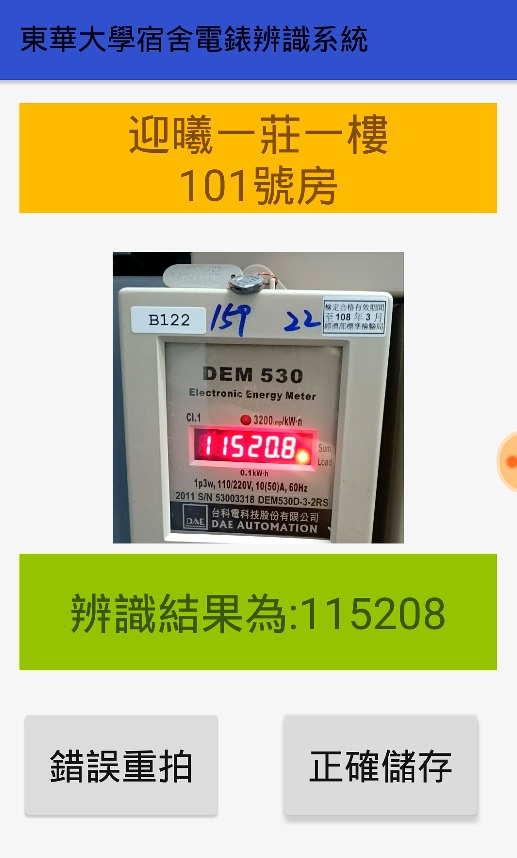 東華大學宿舍電錶辨識系統
迎曦一莊一樓
101號房
B122
159
22
檢定合格有效期間
至 108 年 3 月
經濟部標準檢驗局
DEM 530
Electronic Energy Meter
Cl.1
3200imp/kW·h
11520.8
Sum
Load
0.1kW·h
1p3w, 110/220V, 10(50)A, 60Hz
2011 S/N 53003318 DEM530D-3-2RS
DAE
台科電科技股份有限公司
DAE AUTOMATION
辨識結果為:115208
錯誤重拍
正確儲存